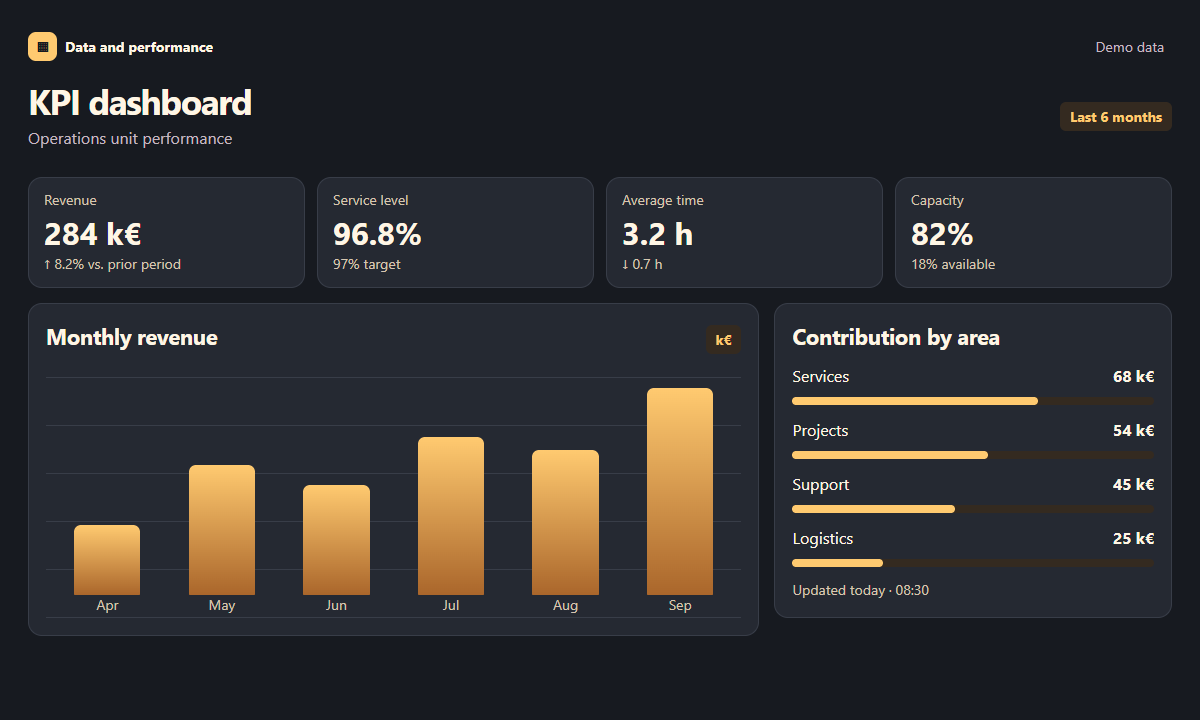 Data and performance
Demo data
KPI dashboard
Operations unit performance
Last 6 months
Revenue
284 k€
↑ 8.2% vs. prior period
Service level
96.8%
97% target
Average time
3.2 h
↓ 0.7 h
Capacity
82%
18% available
Monthly revenue
k€
Apr
May
Jun
Jul
Aug
Sep
Contribution by area
Services
68 k€
Projects
54 k€
Support
45 k€
Logistics
25 k€
Updated today · 08:30